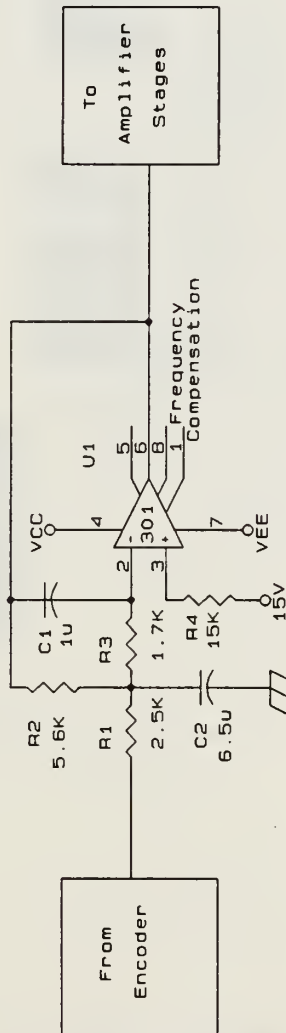 From
Encoder
R2
5.6K
R1
2.5K
C2
6.5u
C1
1u
R3
1.7K
R4
15K
15V
2
3
-
+
301
VCC
4
7
VEE
U1
5
6
8
1
Frequency
Compensation
To
Amplifier
Stages